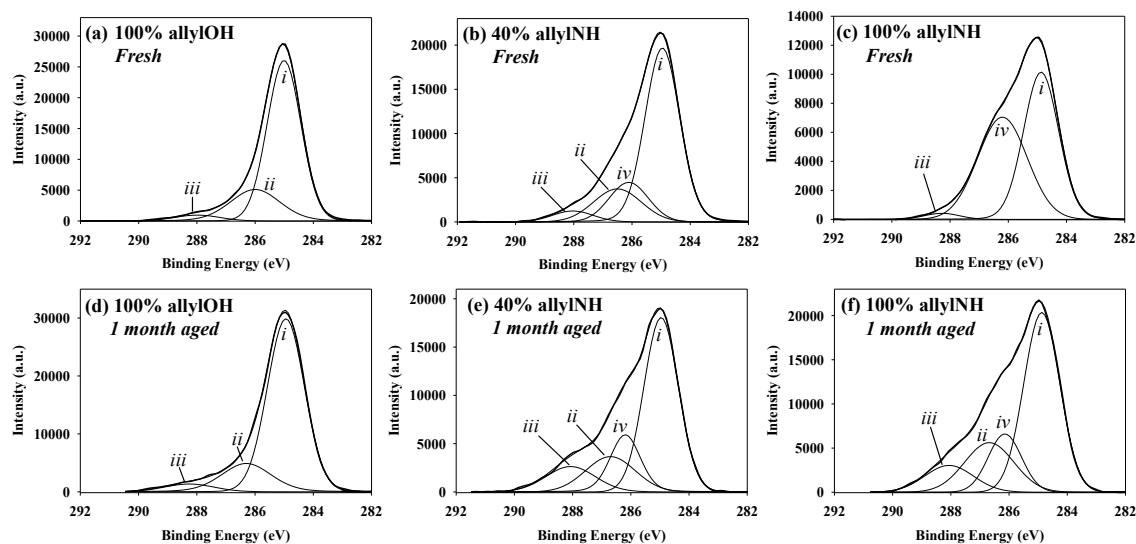 (a) 100% allylOH
Fresh
Intensity (a.u.)
30000
25000
20000
15000
10000
5000
0
i
ii
iii
292 290 288 286 284 282
Binding Energy (eV)
(b) 40% allylNH
Fresh
Intensity (a.u.)
20000
15000
10000
5000
0
i
ii
iv
iii
292 290 288 286 284 282
Binding Energy (eV)
(c) 100% allylNH
Fresh
Intensity (a.u.)
14000
12000
10000
8000
6000
4000
2000
0
i
iv
iii
292 290 288 286 284 282
Binding Energy (eV)
(d) 100% allylOH
1 month aged
Intensity (a.u.)
30000
20000
10000
0
i
ii
iii
292 290 288 286 284 282
Binding Energy (eV)
(e) 40% allylNH
1 month aged
Intensity (a.u.)
20000
15000
10000
5000
0
i
ii
iii
iv
292 290 288 286 284 282
Binding Energy (eV)
(f) 100% allylNH
1 month aged
Intensity (a.u.)
20000
15000
10000
5000
0
i
iii
ii
iv
292 290 288 286 284 282
Binding Energy (eV)